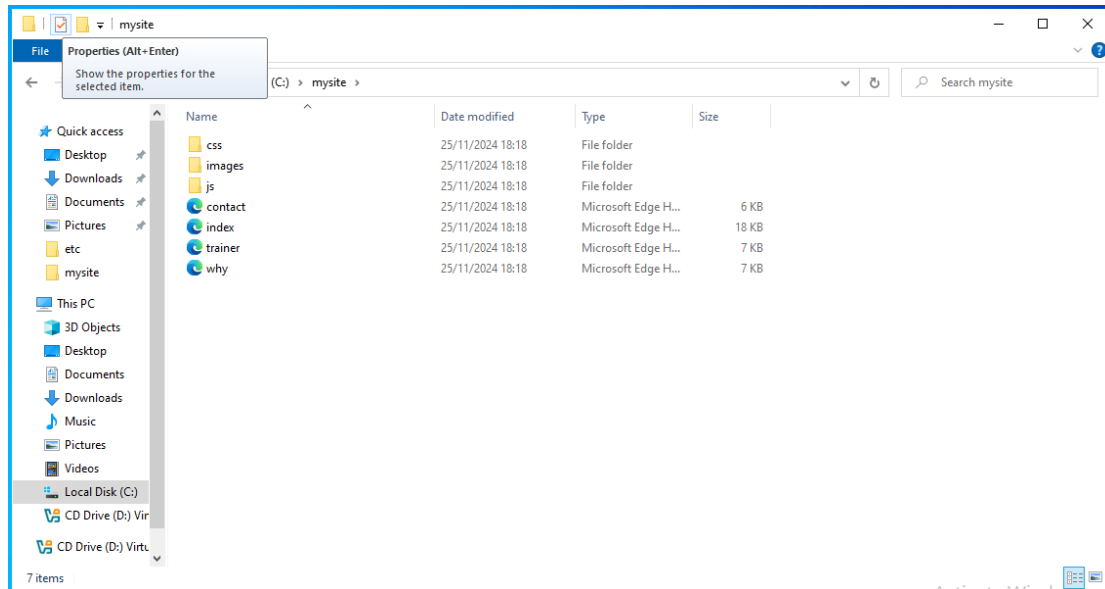 mysite
File
Properties (Alt+Enter)
Show the properties for the
selected item.
(C:) > mysite >
Search mysite
Name Date modified Type Size
Quick access
Desktop
Downloads
Documents
Pictures
etc
mysite
This PC
3D Objects
Desktop
Documents
Downloads
Music
Pictures
Videos
Local Disk (C:)
CD Drive (D:) Vir
CD Drive (D:) Virtu
css 25/11/2024 18:18 File folder
images 25/11/2024 18:18 File folder
js 25/11/2024 18:18 File folder
contact 25/11/2024 18:18 Microsoft Edge H... 6 KB
index 25/11/2024 18:18 Microsoft Edge H... 18 KB
trainer 25/11/2024 18:18 Microsoft Edge H... 7 KB
why 25/11/2024 18:18 Microsoft Edge H... 7 KB
7 items